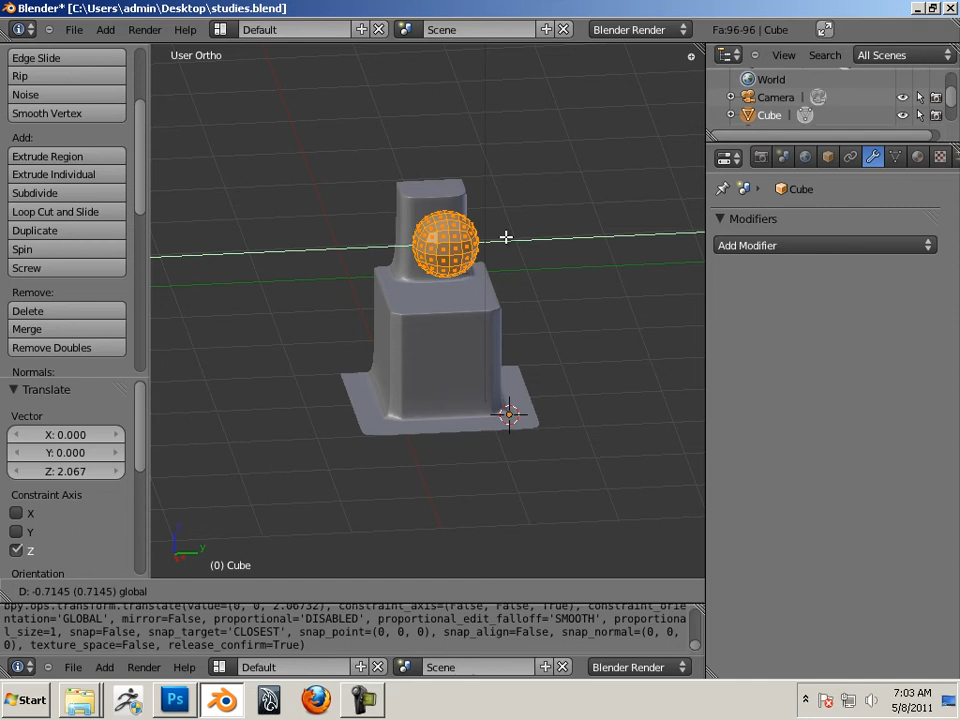 Blender* [C:\Users\admin\Desktop\studies.blend]
File Add Render Help Default Scene Blender Render Fa:96-96 | Cube
Edge Slide
Rip
Noise
Smooth Vertex
Add:
Extrude Region
Extrude Individual
Subdivide
Loop Cut and Slide
Duplicate
Spin
Screw
Remove:
Delete
Merge
Remove Doubles
Normals:
Translate
Vector
X: 0.000
Y: 0.000
Z: 2.067
Constraint Axis
X
Y
Z
Orientation
User Ortho
z
y
(0) Cube
D: -0.7145 (0.7145) global
View Search All Scenes
World
Camera
Cube
Cube
Modifiers
Add Modifier
bpy.ops.transform.translate(value=(0, 0, 2.06732), constraint_axis=(False, False, True), constraint_orie
ntation='GLOBAL', mirror=False, proportional='DISABLED', proportional_edit_falloff='SMOOTH', proportiona
l_size=1, snap=False, snap_target='CLOSEST', snap_point=(0, 0, 0), snap_align=False, snap_normal=(0, 0,
0), texture_space=False, release_confirm=True)
File Add Render Help Default Scene Blender Render
Start Ps 7:03 AM
5/8/2011